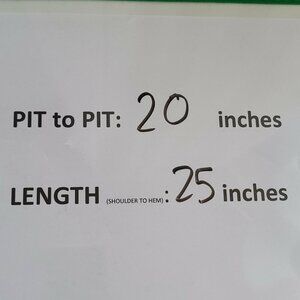 PIT to PIT: 20 inches
LENGTH (SHOULDER TO HEM): 25 inches